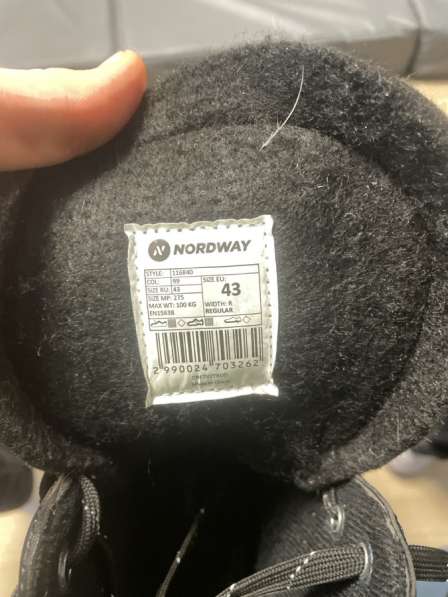 NORDWAY
STYLE: 116840
COL: 99
SIZE RU: 43
SIZE MP: 275
MAX WT: 100 KG
EN15638
SIZE EU:
43
WIDTH: R
REGULAR
2 990024 703262